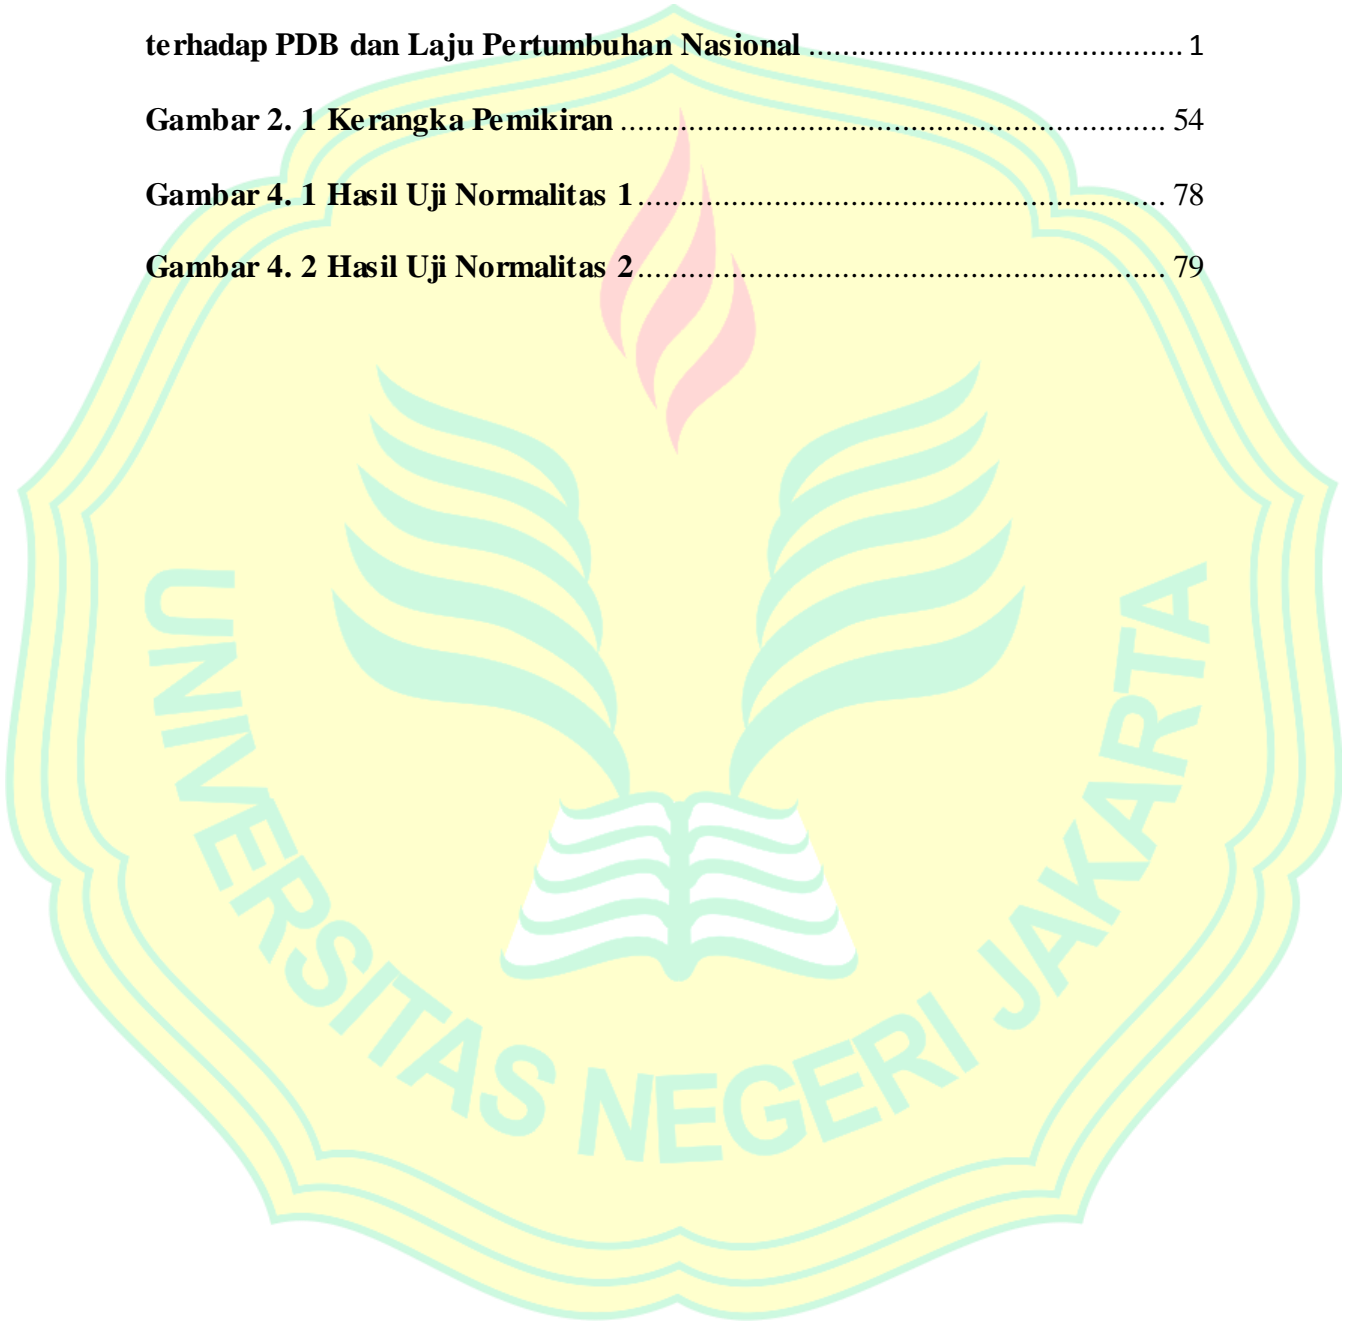 terhadap PDB dan Laju Pertumbuhan Nasional ............................................... 1
Gambar 2. 1 Kerangka Pemikiran .................................................................... 54
Gambar 4. 1 Hasil Uji Normalitas 1 .................................................................. 78
Gambar 4. 2 Hasil Uji Normalitas 2 .................................................................. 79
UNIVERSITAS NEGERI JAKARTA